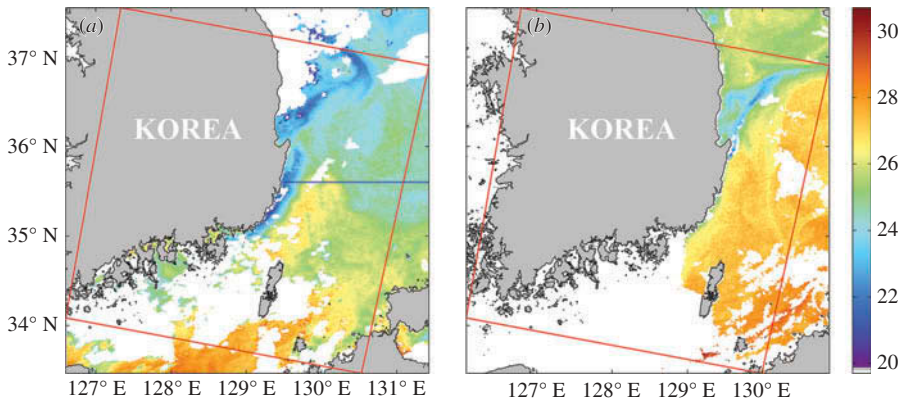 (a)
KOREA
37° N
36° N
35° N
34° N
127° E 128° E 129° E 130° E 131° E
(b)
KOREA
127° E 128° E 129° E 130° E
30
28
26
24
22
20